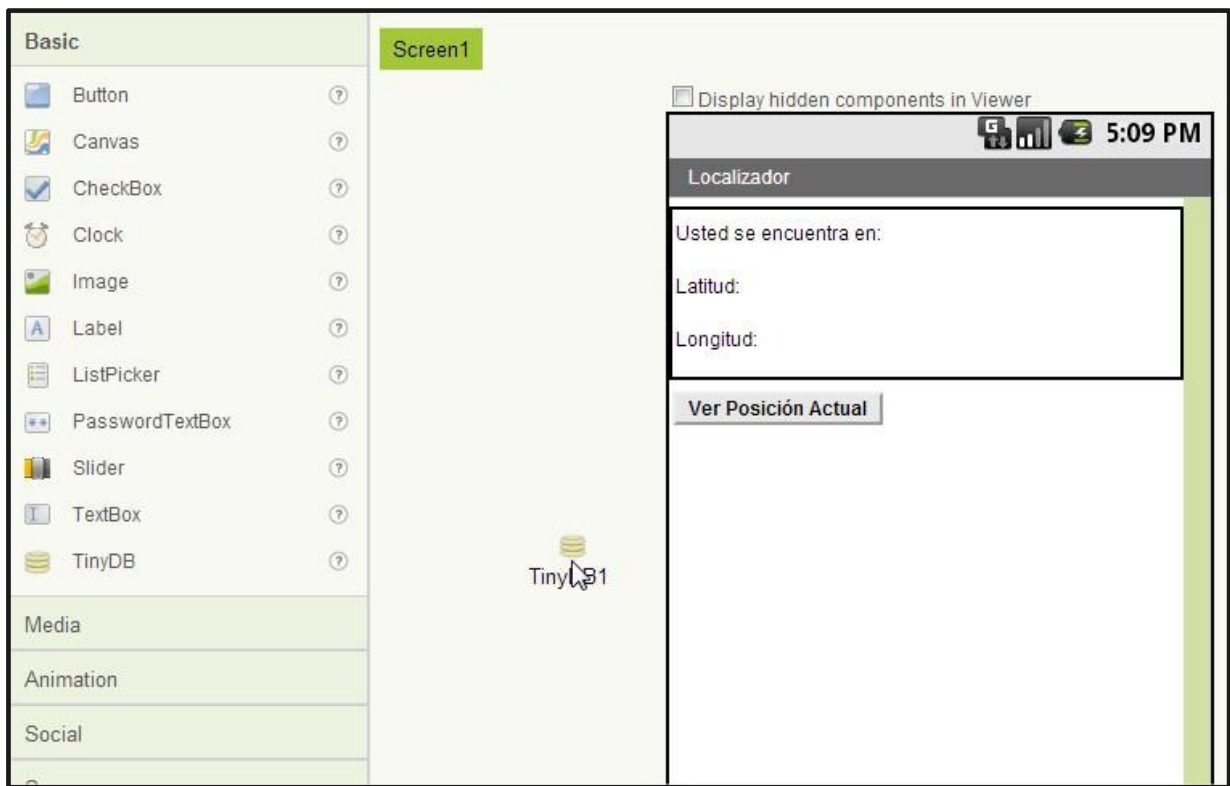 Basic
Button
Canvas
CheckBox
Clock
Image
Label
ListPicker
PasswordTextBox
Slider
TextBox
TinyDB
Media
Animation
Social
Screen1
Display hidden components in Viewer
5:09 PM
Localizador
Usted se encuentra en:
Latitud:
Longitud:
Ver Posición Actual